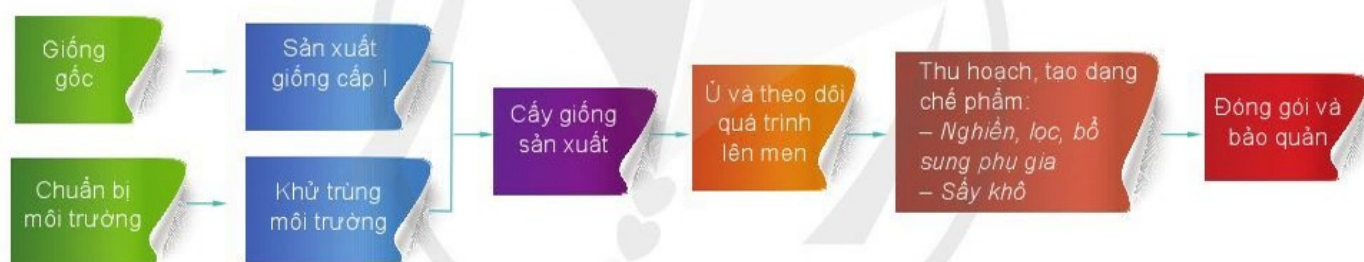 Giống
gốc
Sản xuất
giống cấp I
Chuẩn bị
môi trường
Khử trùng
môi trường
Cấy giống
sản xuất
Ủ và theo dõi
quá trình
lên men
Thu hoạch, tạo dạng
chế phẩm:
– Nghiền, lọc, bổ
sung phụ gia
– Sấy khô
Đóng gói và
bảo quản